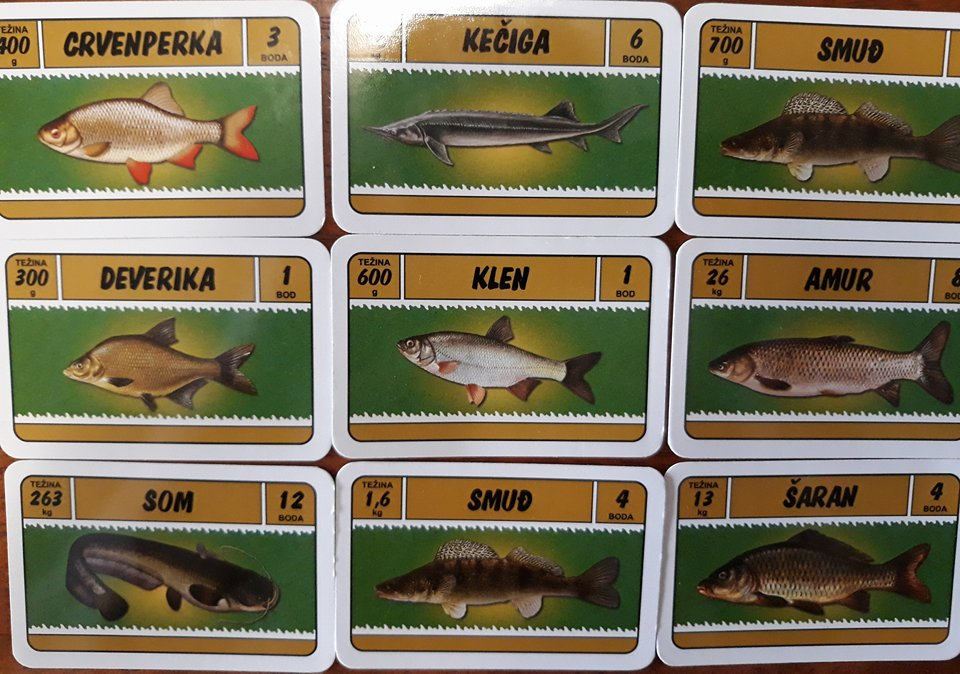 TEŽINA
400
g
CRVENPERKA
3
BODA
kg
KEČIGA
6
BODA
TEŽINA
700
g
SMUĐ
TEŽINA
300
g
DEVERIKA
1
BOD
TEŽINA
600
g
KLEN
1
BOD
TEŽINA
26
kg
AMUR
8
TEŽINA
263
kg
SOM
12
BODA
TEŽINA
1,6
kg
SMUĐ
4
BODA
TEŽINA
13
kg
ŠARAN
4
BODA